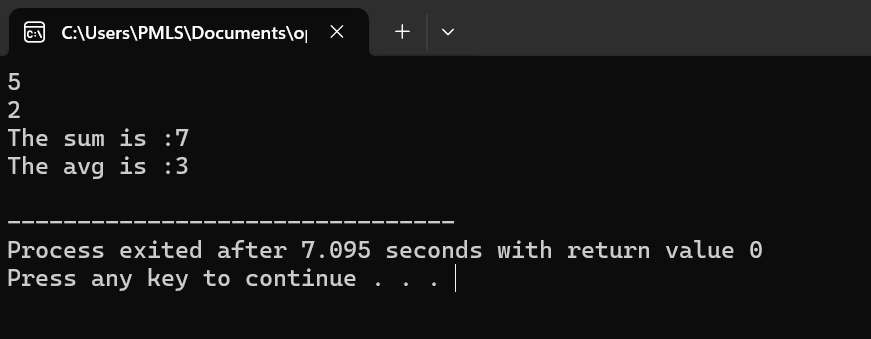 C:\Users\PMLS\Documents\o
5
2
The sum is :7
The avg is :3
--------------------------------
Process exited after 7.095 seconds with return value 0
Press any key to continue . . .